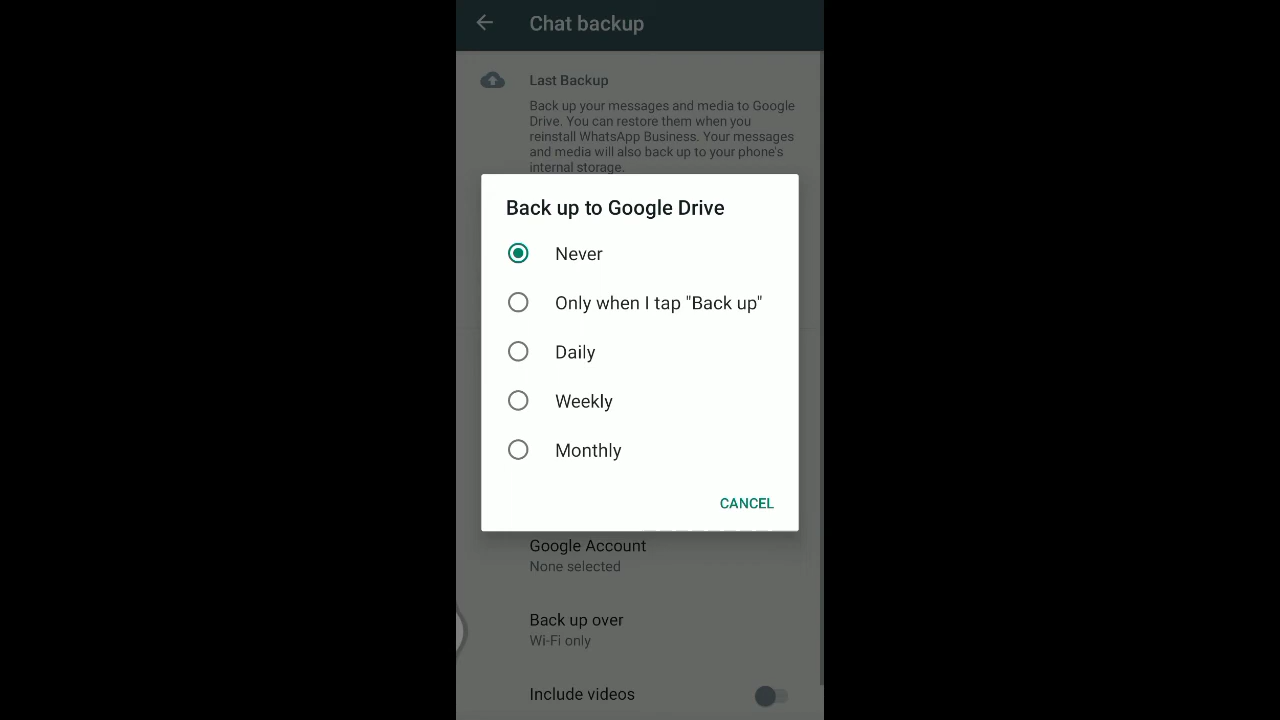 Chat backup
Last Backup
Back up your messages and media to Google
Drive. You can restore them when you
reinstall WhatsApp Business. Your messages
and media will also back up to your phone's
internal storage.
Back up to Google Drive
Never
Only when I tap "Back up"
Daily
Weekly
Monthly
CANCEL
Google Account
None selected
Back up over
Wi-Fi only
Include videos